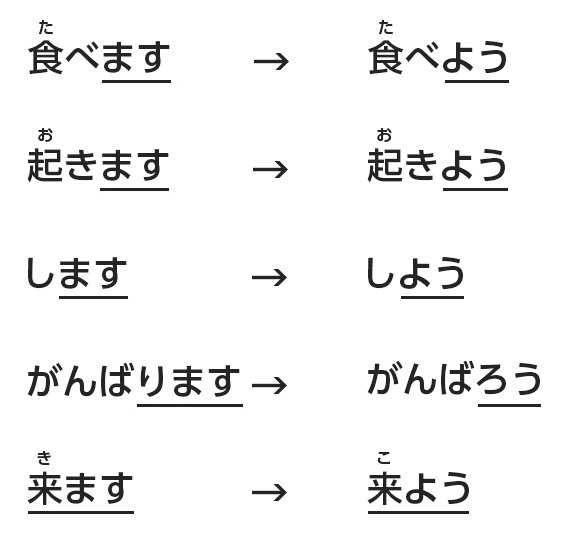 た た
食べます → 食べよう
お お
起きます → 起きよう
します → しよう
がんばります → がんばろう
き こ
来ます → 来よう